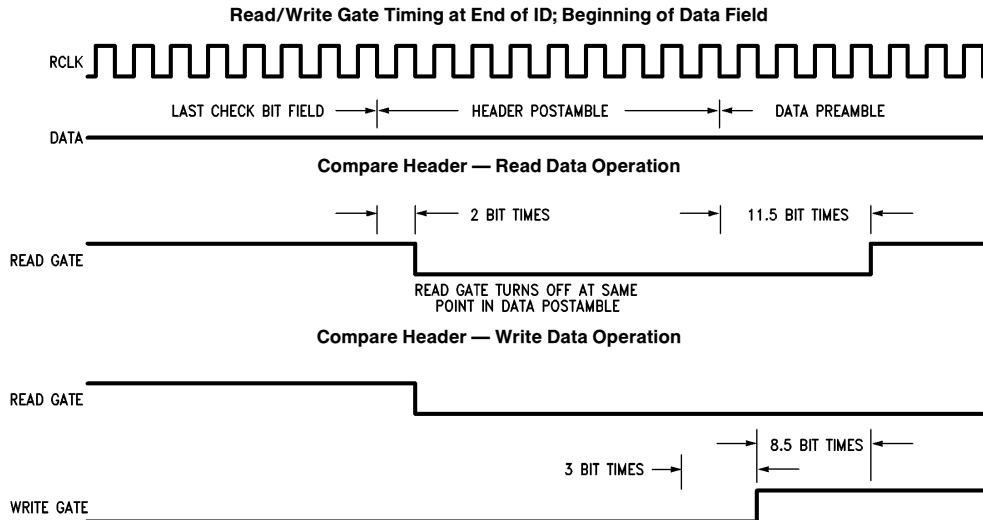 Read/Write Gate Timing at End of ID; Beginning of Data Field
RCLK
LAST CHECK BIT FIELD
HEADER POSTAMBLE
DATA PREAMBLE
DATA
Compare Header — Read Data Operation
2 BIT TIMES
11.5 BIT TIMES
READ GATE
READ GATE TURNS OFF AT SAME
POINT IN DATA POSTAMBLE
Compare Header — Write Data Operation
READ GATE
8.5 BIT TIMES
3 BIT TIMES
WRITE GATE